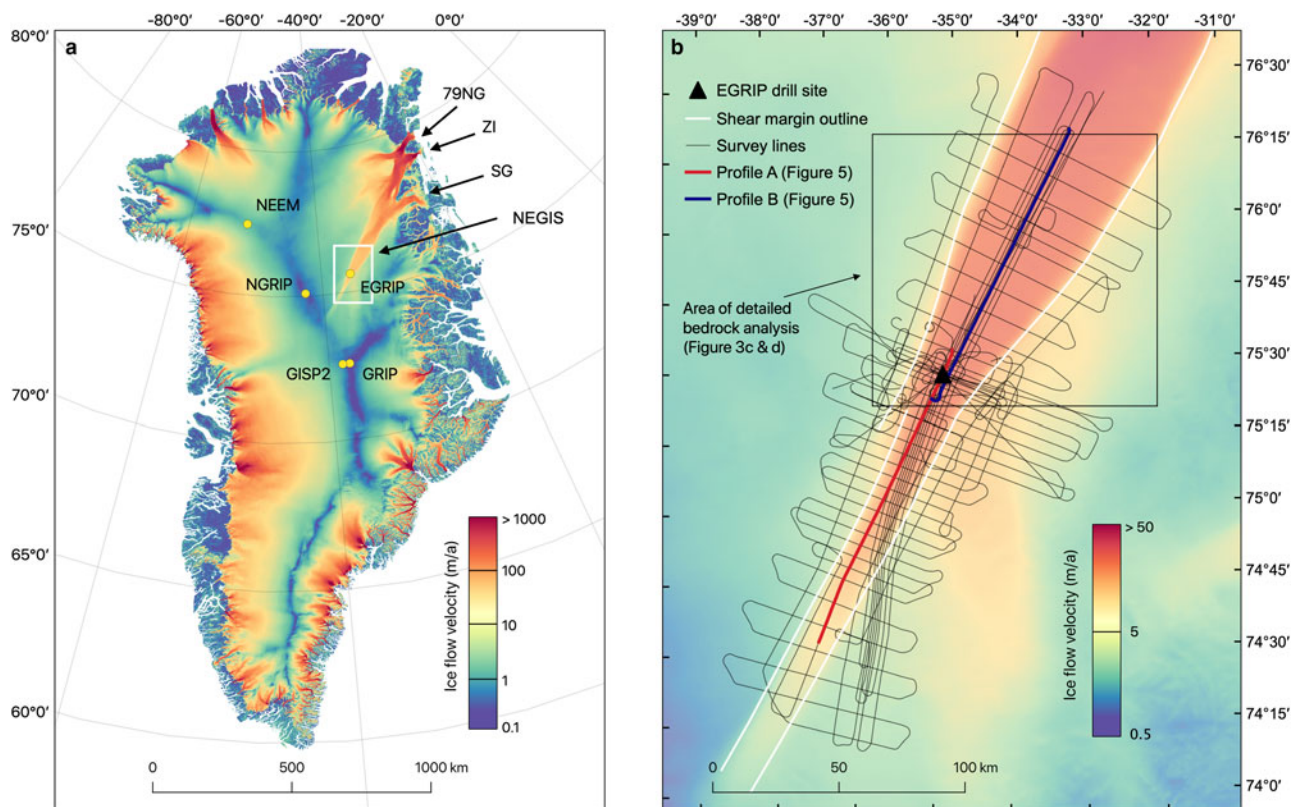 -80°0' -60°0' -40°0' -20°0' 0°0'
80°0'
75°0'
70°0'
65°0'
60°0'
a
79NG
ZI
SG
NEGIS
NEEM
NGRIP
EGRIP
GISP2
GRIP
Ice flow velocity (m/a)
> 1000
100
10
1
0.1
0 500 1000 km
-39°0' -38°0' -37°0' -36°0' -35°0' -34°0' -33°0' -32°0' -31°0'
b
EGRIP drill site
Shear margin outline
Survey lines
Profile A (Figure 5)
Profile B (Figure 5)
Area of detailed
bedrock analysis
(Figure 3c & d)
76°30'
76°15'
76°0'
75°45'
75°30'
75°15'
75°0'
74°45'
74°30'
74°15'
74°0'
Ice flow velocity (m/a)
> 50
5
0.5
0 50 100 km